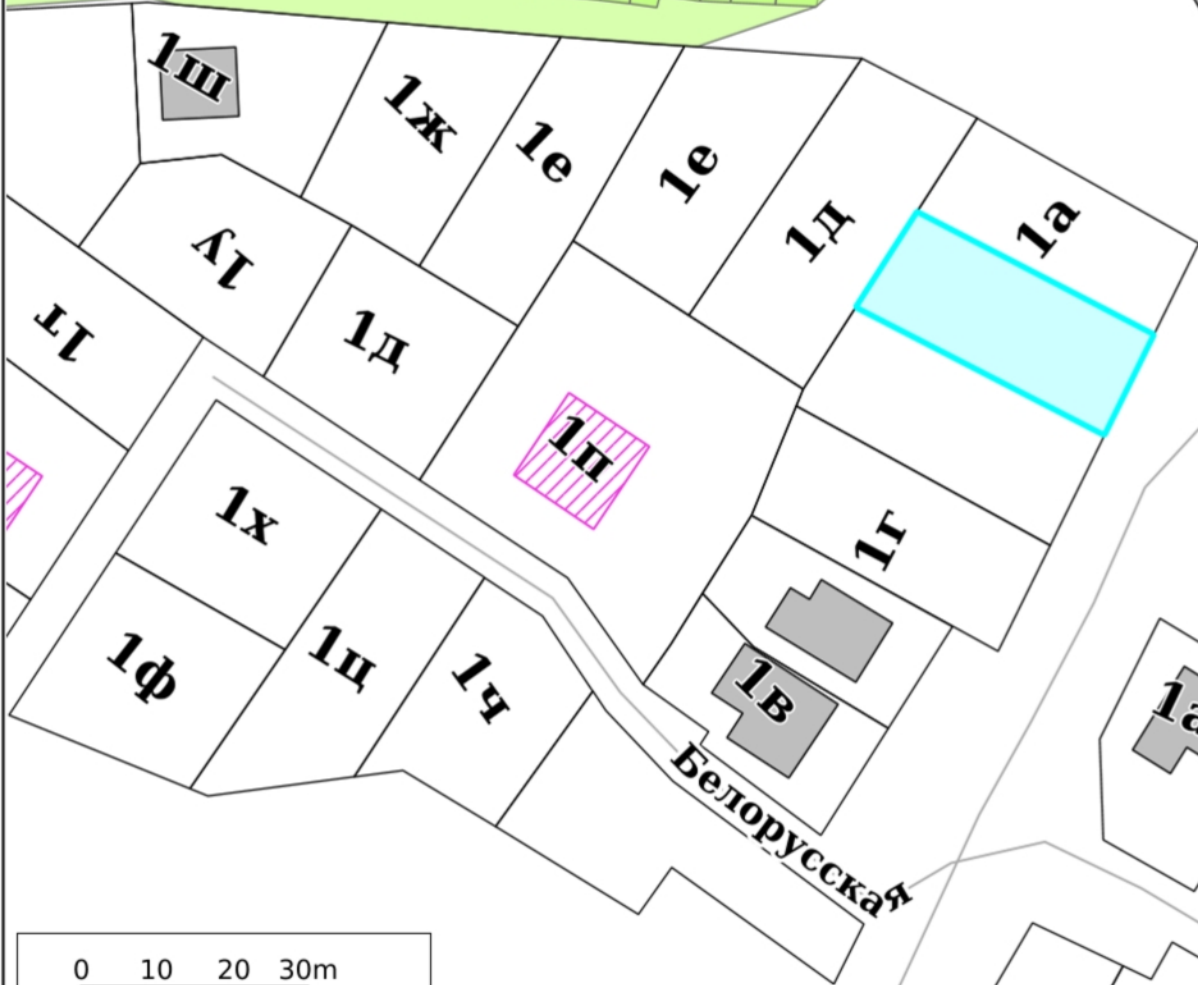 1ш
1ж
1е
1е
1д
1а
1у
1т
1д
1п
1х
1г
1ф
1ц
1ч
1в
1а
Белорусская
0 10 20 30m